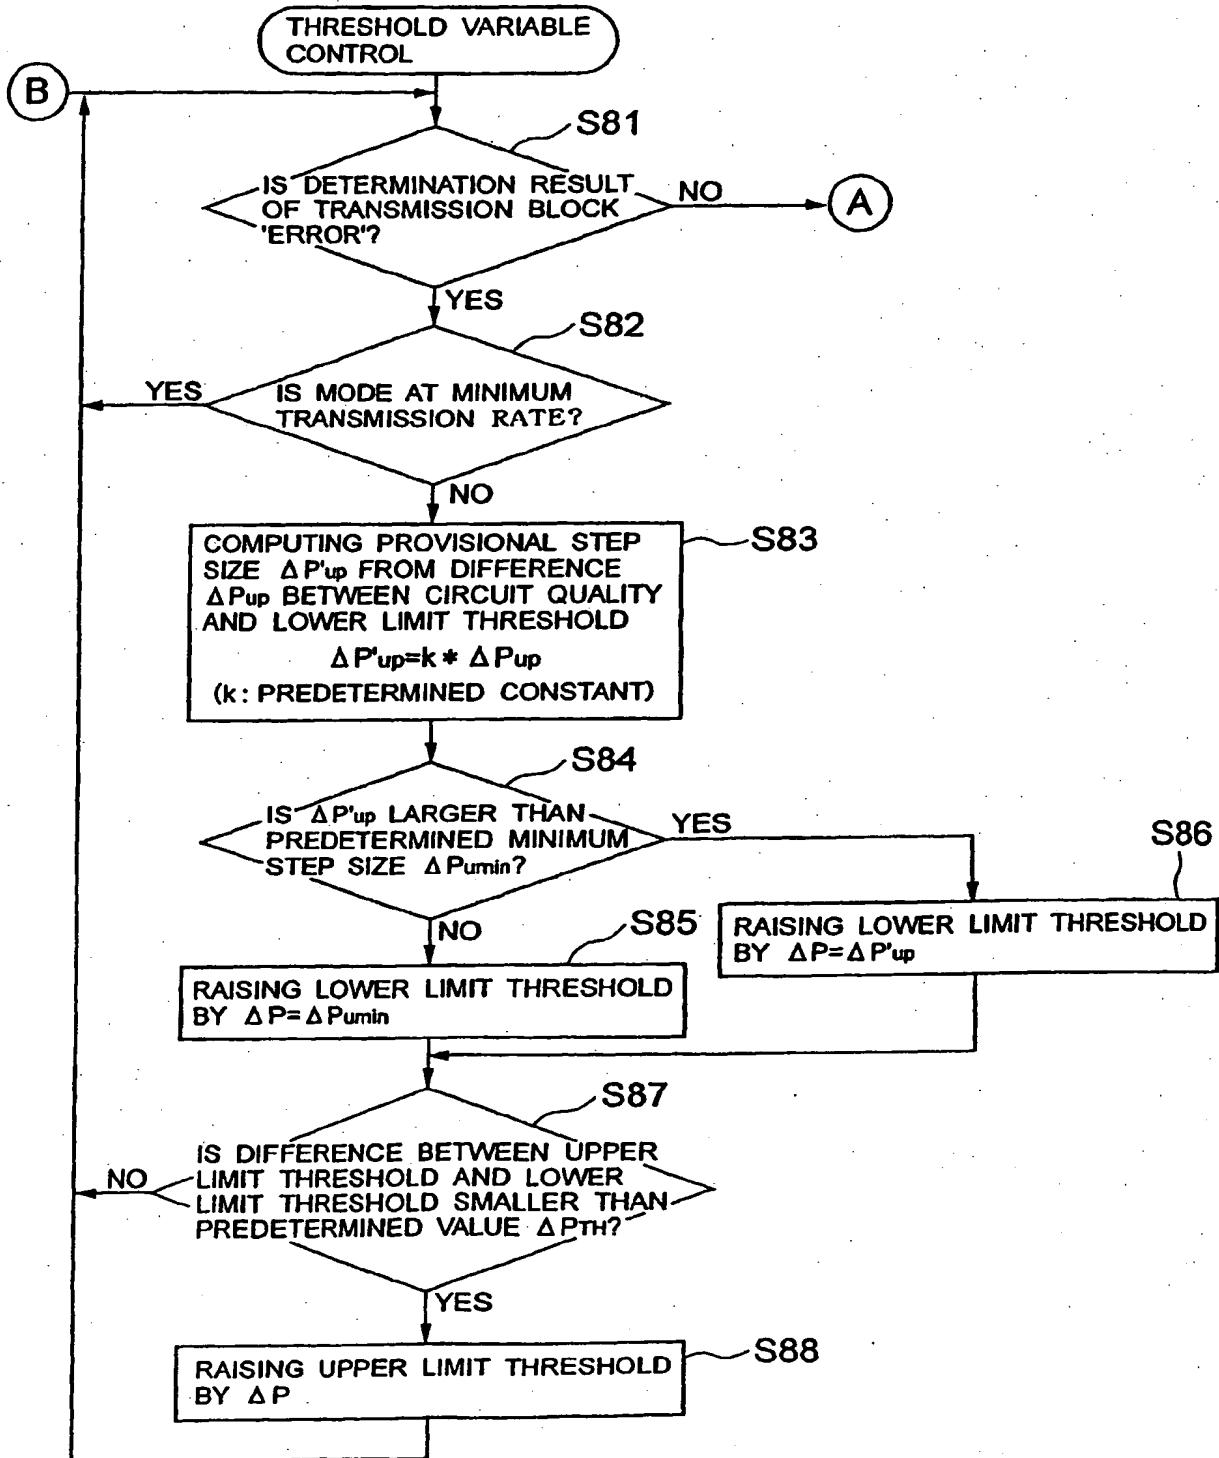 THRESHOLD VARIABLE
CONTROL
B
S81
IS DETERMINATION RESULT
OF TRANSMISSION BLOCK
'ERROR'?
NO
A
YES
S82
YES
IS MODE AT MINIMUM
TRANSMISSION RATE?
NO
S83
COMPUTING PROVISIONAL STEP
SIZE ΔP'up FROM DIFFERENCE
ΔPup BETWEEN CIRCUIT QUALITY
AND LOWER LIMIT THRESHOLD
ΔP'up=k* ΔPup
(k: PREDETERMINED CONSTANT)
S84
IS ΔP'up LARGER THAN
PREDETERMINED MINIMUM
STEP SIZE ΔPumin?
YES
S86
NO
S85
RAISING LOWER LIMIT THRESHOLD
BY ΔP=ΔP'up
RAISING LOWER LIMIT THRESHOLD
BY ΔP=ΔPumin
S87
IS DIFFERENCE BETWEEN UPPER
LIMIT THRESHOLD AND LOWER
LIMIT THRESHOLD SMALLER THAN
PREDETERMINED VALUE ΔPTH?
NO
YES
S88
RAISING UPPER LIMIT THRESHOLD
BY ΔP